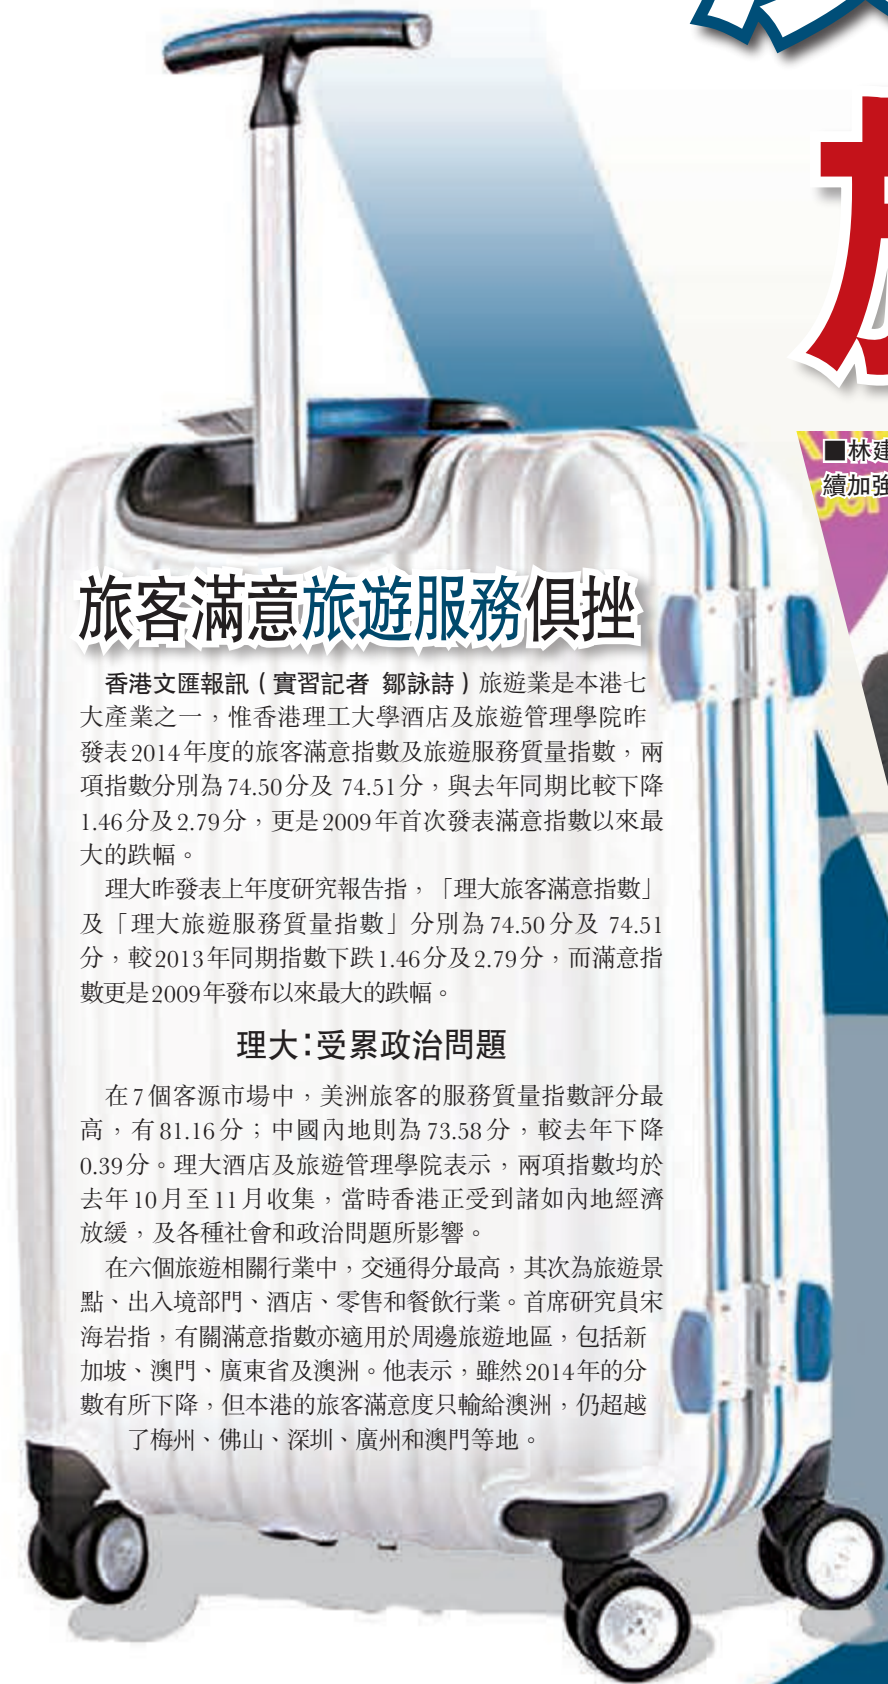 ■林建
續加強
旅客滿意旅遊服務俱挫
香港文匯報訊（實習記者 鄒詠詩）旅遊業是本港七
大產業之一，惟香港理工大學酒店及旅遊管理學院昨
發表2014年度的旅客滿意指數及旅遊服務質量指數，兩
項指數分別為74.50分及 74.51分，與去年同期比較下降
1.46分及2.79分，更是2009年首次發表滿意指數以來最
大的跌幅。
理大昨發表上年度研究報告指，「理大旅客滿意指數」
及「理大旅遊服務質量指數」分別為74.50分及 74.51
分，較2013年同期指數下跌1.46分及2.79分，而滿意指
數更是2009年發布以來最大的跌幅。
理大：受累政治問題
在7個客源市場中，美洲旅客的服務質量指數評分最
高，有81.16分；中國內地則為73.58分，較去年下降
0.39分。理大酒店及旅遊管理學院表示，兩項指數均於
去年10月至11月收集，當時香港正受到諸如內地經濟
放緩，及各種社會和政治問題所影響。
在六個旅遊相關行業中，交通得分最高，其次為旅遊景
點、出入境部門、酒店、零售和餐飲行業。首席研究員宋
海岩指，有關滿意指數亦適用於周邊旅遊地區，包括新
加坡、澳門、廣東省及澳洲。他表示，雖然2014年的分
數有所下降，但本港的旅客滿意度只輸給澳洲，仍超越
了梅州、佛山、深圳、廣州和澳門等地。